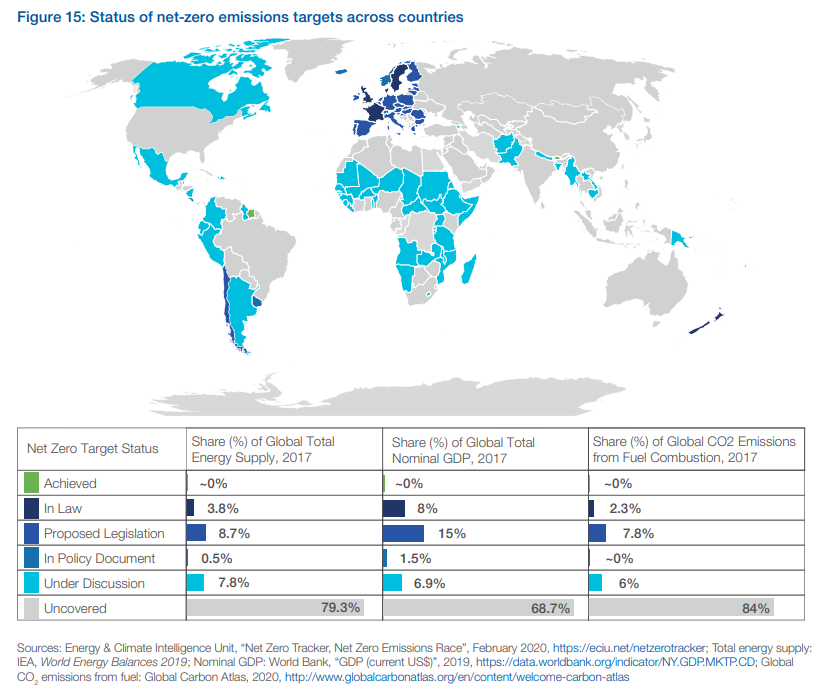 Figure 15: Status of net-zero emissions targets across countries
Net Zero Target Status
Share (%) of Global Total
Energy Supply, 2017
Share (%) of Global Total
Nominal GDP, 2017
Share (%) of Global CO2 Emissions
from Fuel Combustion, 2017
Achieved ~0% ~0% ~0%
In Law 3.8% 8% 2.3%
Proposed Legislation 8.7% 15% 7.8%
In Policy Document 0.5% 1.5% ~0%
Under Discussion 7.8% 6.9% 6%
Uncovered 79.3% 68.7% 84%
Sources: Energy & Climate Intelligence Unit, “Net Zero Tracker, Net Zero Emissions Race”, February 2020, https://eciu.net/netzerotracker; Total energy supply:
IEA, World Energy Balances 2019; Nominal GDP: World Bank, “GDP (current US$)”, 2019, https://data.worldbank.org/indicator/NY.GDP.MKTP.CD; Global
CO₂ emissions from fuel: Global Carbon Atlas, 2020, http://www.globalcarbonatlas.org/en/content/welcome-carbon-atlas